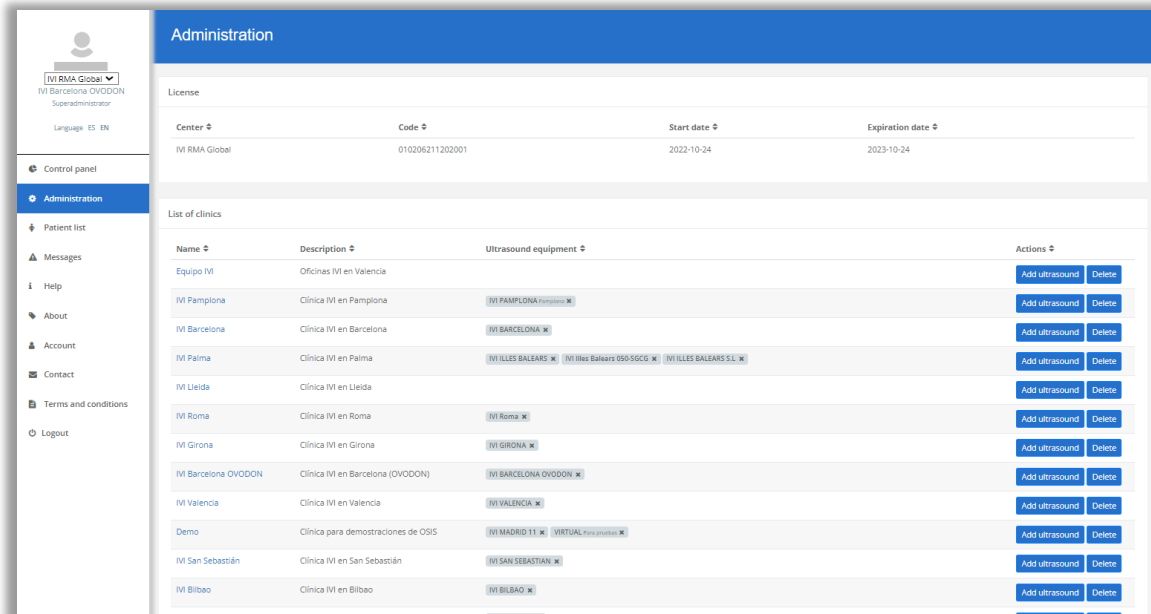 IVI RMA Global
IVI Barcelona OVODON
Superadministrator
Language ES EN
Control panel
Administration
Patient list
Messages
Help
About
Account
Contact
Terms and conditions
Logout
Administration
License
Center Code Start date Expiration date
IVI RMA Global 010206211202001 2022-10-24 2023-10-24
List of clinics
Name Description Ultrasound equipment Actions
Equipo IVI Oficinas IVI en Valencia Add ultrasound Delete
IVI Pamplona Clínica IVI en Pamplona IVI PAMPLONA Pamplona Add ultrasound Delete
IVI Barcelona Clínica IVI en Barcelona IVI BARCELONA Add ultrasound Delete
IVI Palma Clínica IVI en Palma IVI ILLES BALEARS IVI Illes Balears 050-SGCG IVI ILLES BALEARS S.L Add ultrasound Delete
IVI Lleida Clínica IVI en Lleida Add ultrasound Delete
IVI Roma Clínica IVI en Roma IVI Roma Add ultrasound Delete
IVI Girona Clínica IVI en Girona IVI GIRONA Add ultrasound Delete
IVI Barcelona OVODON Clínica IVI en Barcelona (OVODON) IVI BARCELONA OVODON Add ultrasound Delete
IVI Valencia Clínica IVI en Valencia IVI VALENCIA Add ultrasound Delete
Demo Clínica para demostraciones de OSIS IVI MADRID 11 VIRTUAL Para pruebas Add ultrasound Delete
IVI San Sebastián Clínica IVI en San Sebastián IVI SAN SEBASTIAN Add ultrasound Delete
IVI Bilbao Clínica IVI en Bilbao IVI BILBAO Add ultrasound Delete